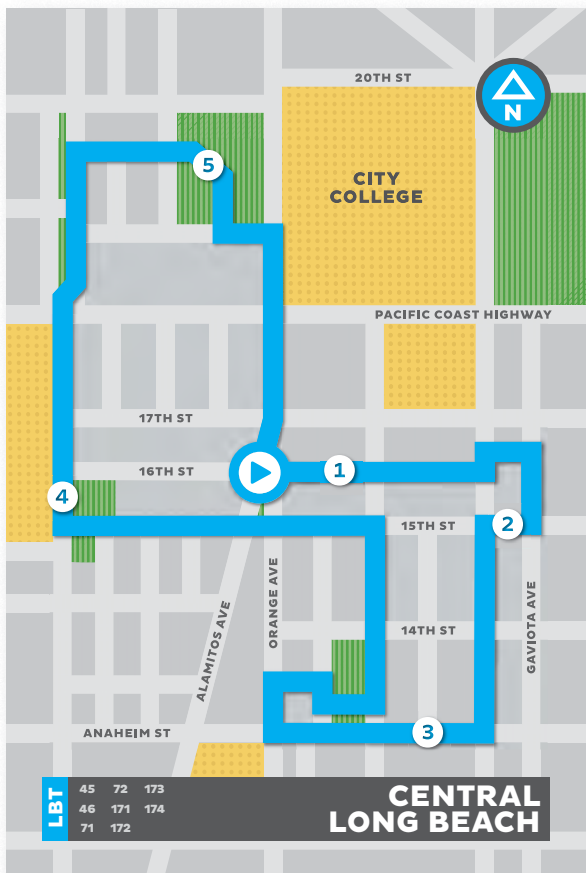 20TH ST
N
5
CITY
COLLEGE
PACIFIC COAST HIGHWAY
17TH ST
16TH ST
1
4
15TH ST
2
ORANGE AVE
ALAMITOS AVE
14TH ST
GAVIOTA AVE
ANAHEIM ST
3
LBT
45 72 173
46 171 174
71 172
CENTRAL
LONG BEACH